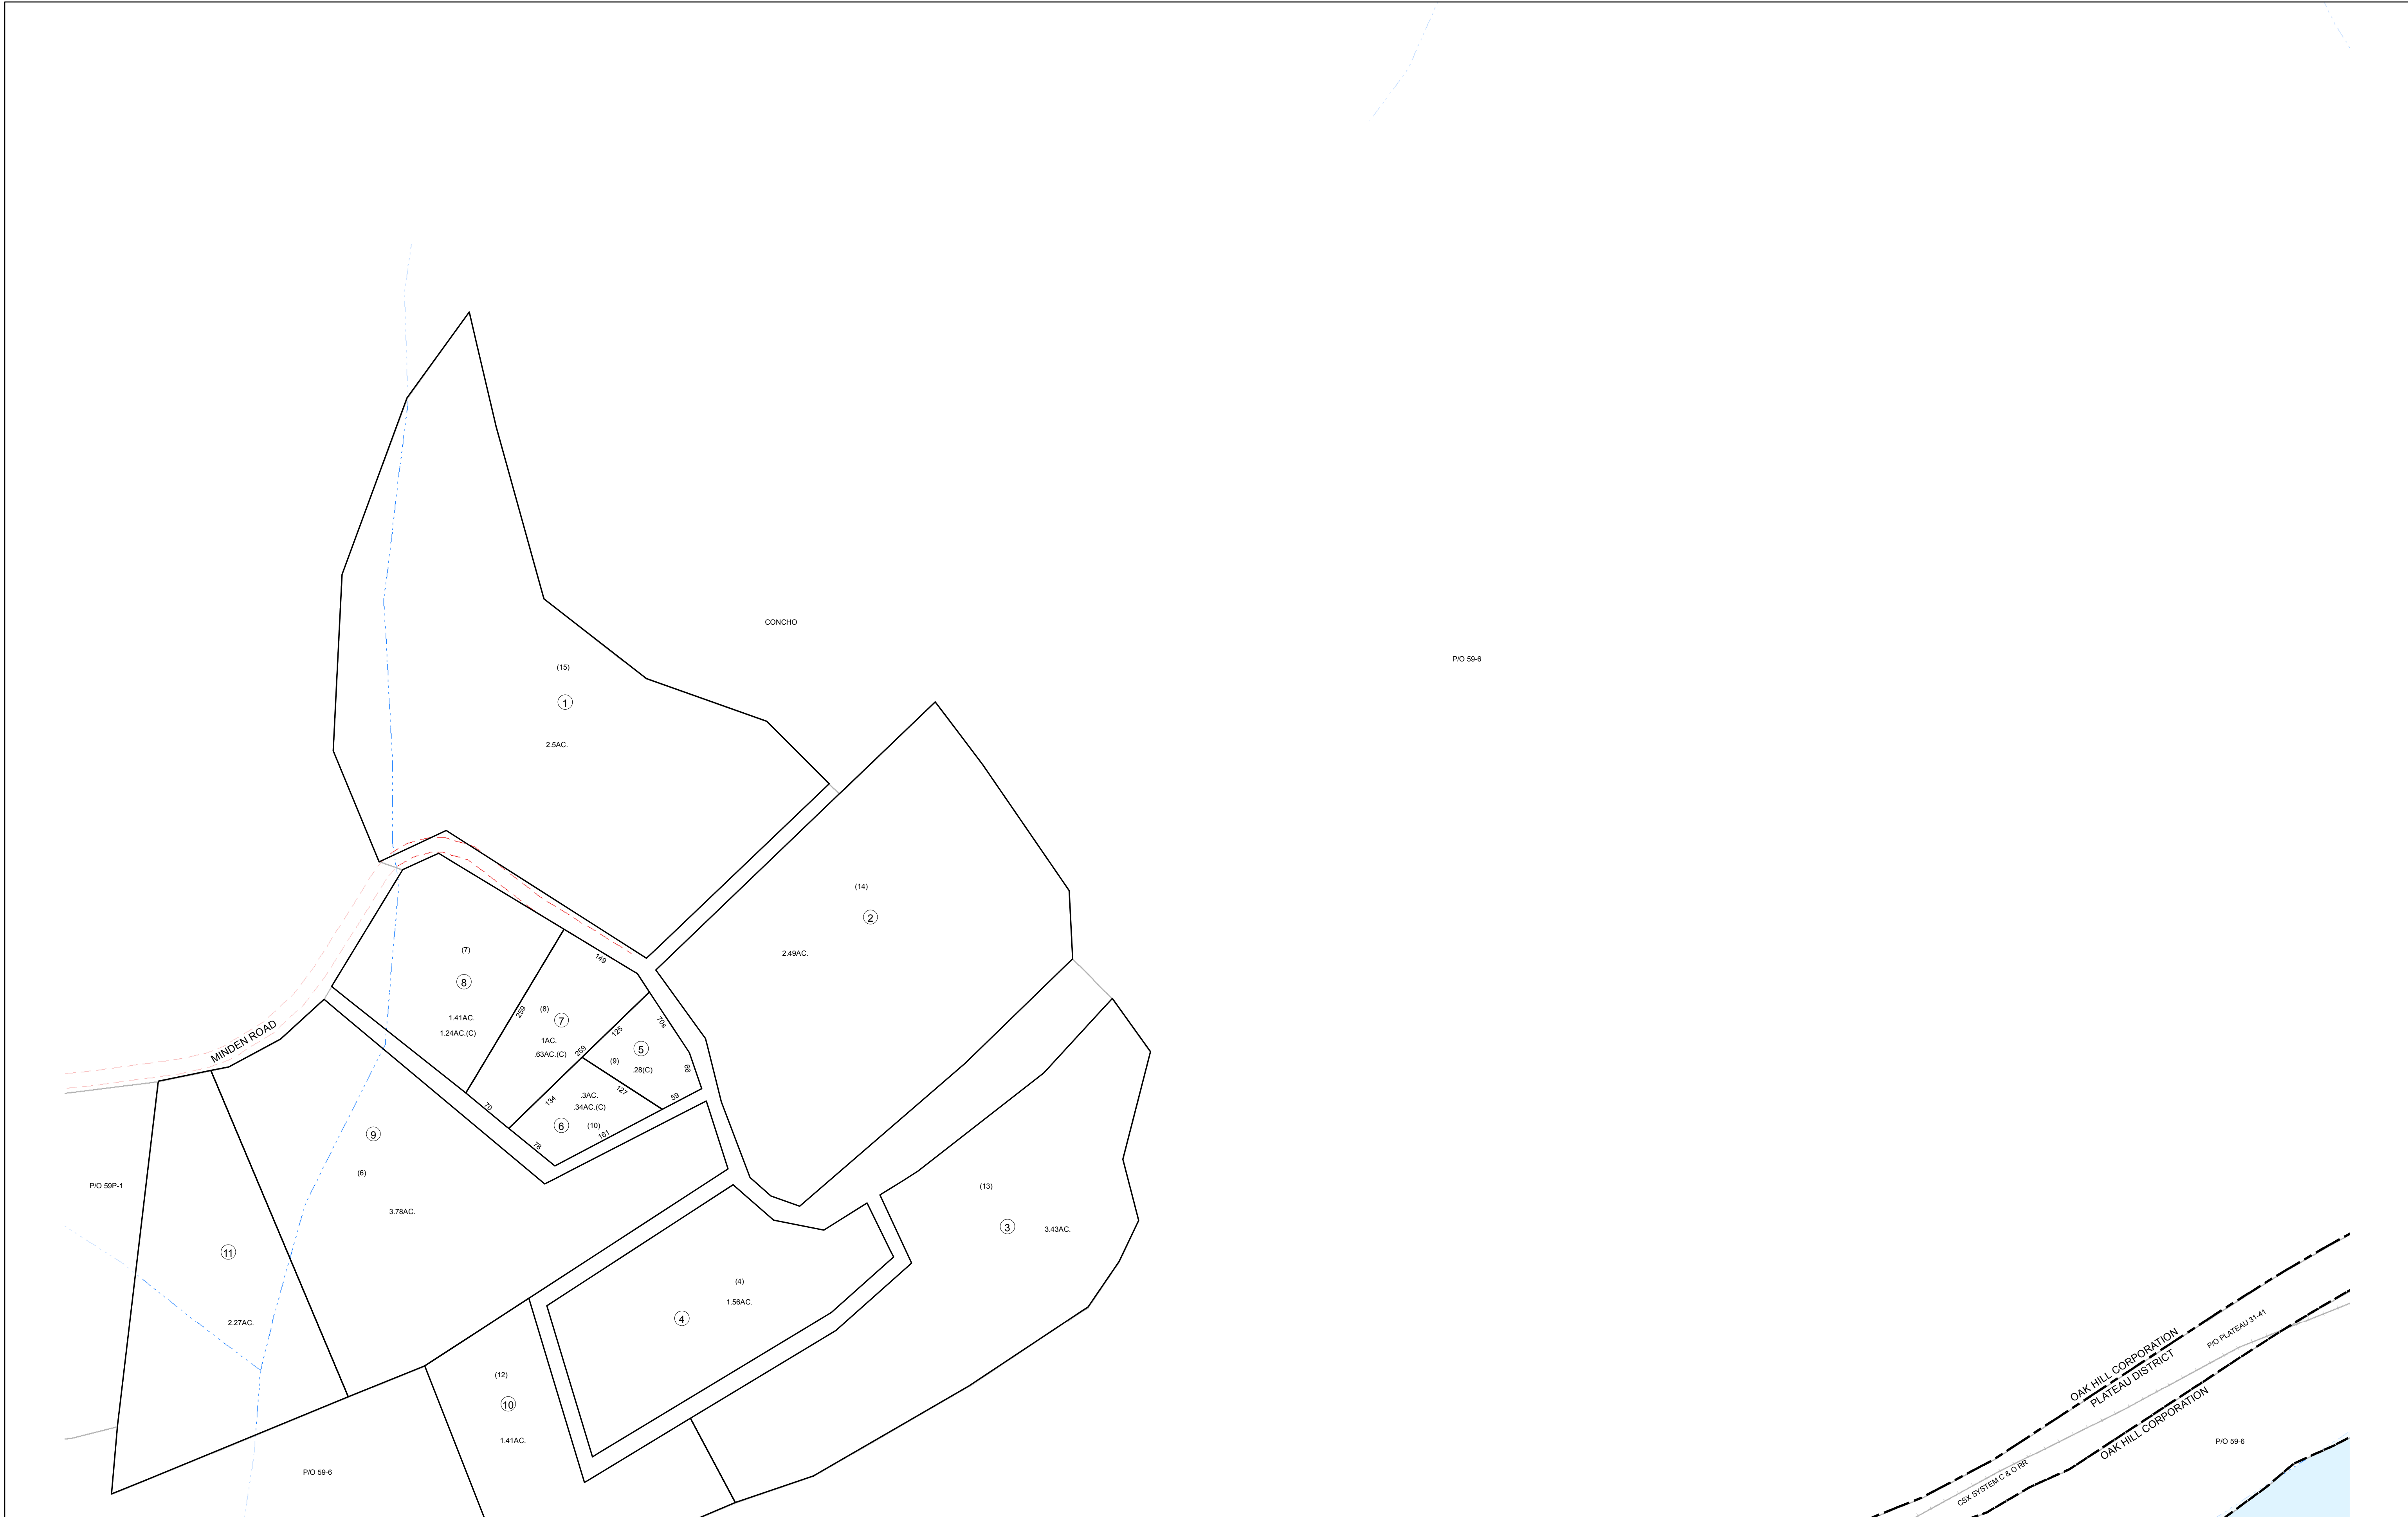 CONCHO
P/O 59-6
(15)
1
2.5AC.
(14)
2
2.49AC.
(7)
8
1.41AC.
1.24AC.(C)
149
259
(8)
7
1AC.
.63AC.(C)
70s
125
259
5
(9)
.28(C)
66
127
59
134
.3AC.
.34AC.(C)
6
(10)
161
70
78
MINDEN ROAD
9
(6)
3.78AC.
P/O 59P-1
11
2.27AC.
(13)
3
3.43AC.
(4)
1.56AC.
4
(12)
10
1.41AC.
P/O 59-6
OAK HILL CORPORATION
PLATEAU DISTRICT
P/O PLATEAU 31-41
OAK HILL CORPORATION
CSX SYSTEM C & O RR
P/O 59-6